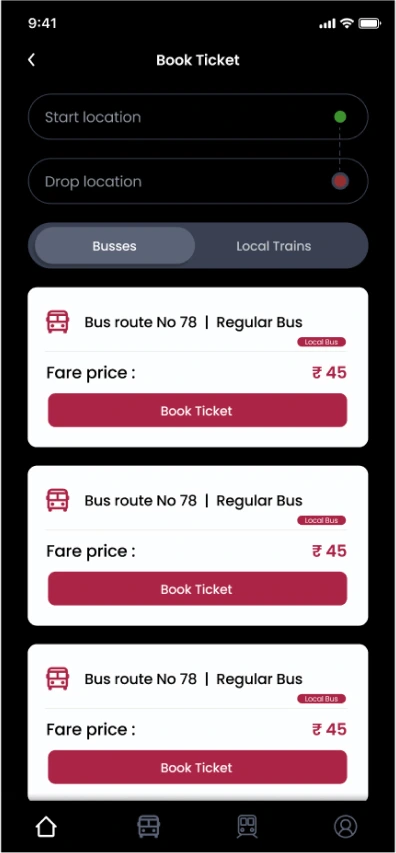 9:41
Book Ticket
Start location
Drop location
Busses Local Trains
Bus route No 78 | Regular Bus
Local Bus
Fare price : ₹ 45
Book Ticket
Bus route No 78 | Regular Bus
Local Bus
Fare price : ₹ 45
Book Ticket
Bus route No 78 | Regular Bus
Local Bus
Fare price : ₹ 45
Book Ticket